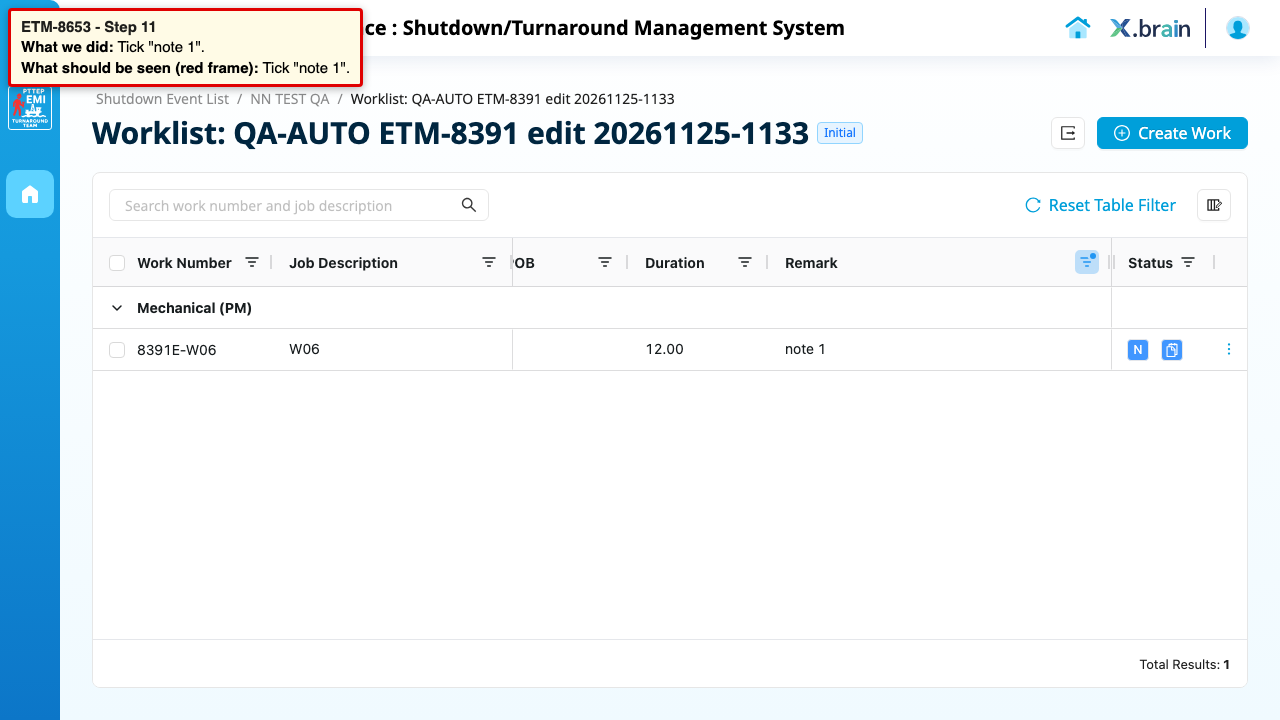 ETM-8653 - Step 11
What we did: Tick "note 1".
What should be seen (red frame): Tick "note 1".
ce : Shutdown/Turnaround Management System
X.brain
PTTEP
EMI
TURNAROUND
TEAM
Shutdown Event List / NN TEST QA / Worklist: QA-AUTO ETM-8391 edit 20261125-1133
Worklist: QA-AUTO ETM-8391 edit 20261125-1133
Initial
Create Work
Search work number and job description
Reset Table Filter
Work Number
Job Description
OB
Duration
Remark
Status
Mechanical (PM)
8391E-W06
W06
12.00
note 1
N
Total Results: 1